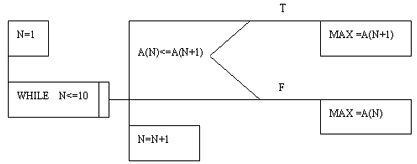 T
N=1
MAX =A(N+1)
A(N)<=A(N+1)
WHILE N<=10
F
MAX =A(N)
N=N+1